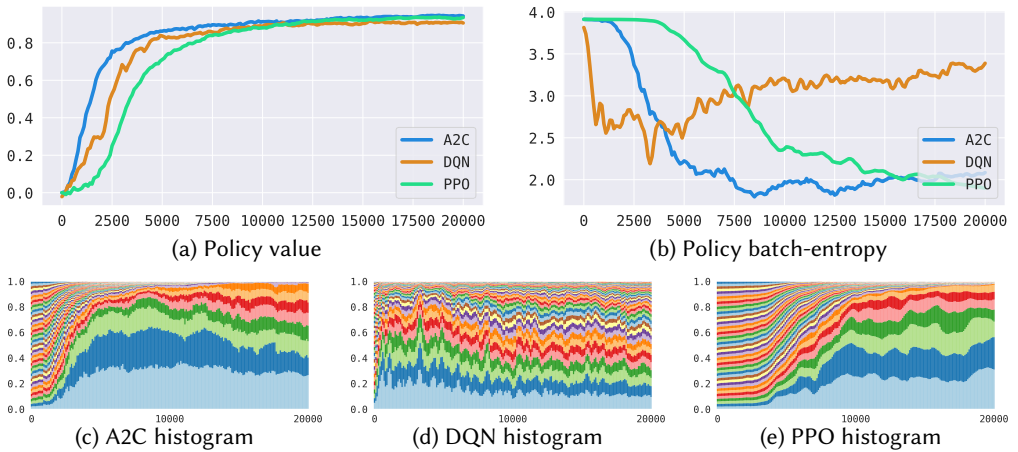 0.8
0.6
0.4
0.2
0.0
0 2500 5000 7500 10000 12500 15000 17500 20000
A2C
DQN
PPO
(a) Policy value
4.0
3.5
3.0
2.5
2.0
0 2500 5000 7500 10000 12500 15000 17500 20000
A2C
DQN
PPO
(b) Policy batch-entropy
1.0
0.8
0.6
0.4
0.2
0.0
0 10000 20000
(c) A2C histogram
1.0
0.8
0.6
0.4
0.2
0.0
0 10000 20000
(d) DQN histogram
1.0
0.8
0.6
0.4
0.2
0.0
0 10000 20000
(e) PPO histogram